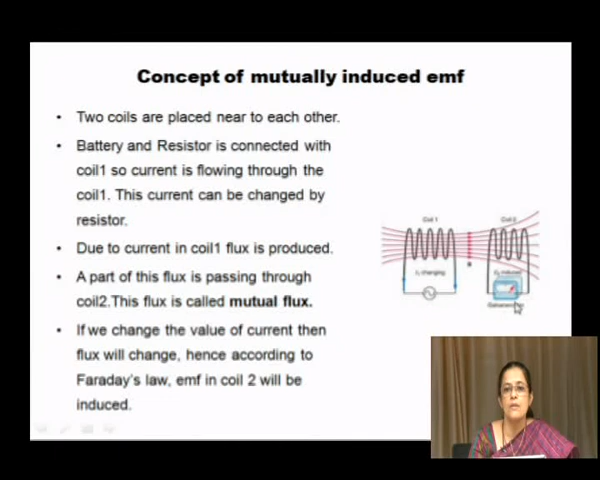 Concept of mutually induced emf
• Two coils are placed near to each other.
• Battery and Resistor is connected with
coil1 so current is flowing through the
coil1. This current can be changed by
resistor.
• Due to current in coil1 flux is produced.
• A part of this flux is passing through
coil2.This flux is called mutual flux.
• If we change the value of current then
flux will change, hence according to
Faraday's law, emf in coil 2 will be
induced.
Coil 1
Coil 2
changing